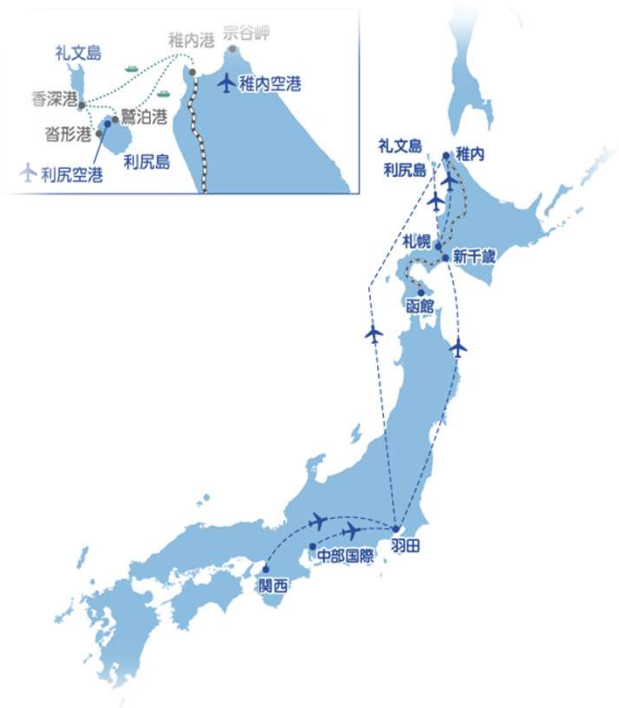 稚内港
宗谷岬
礼文島
稚内空港
香深港
鴛泊港
沓形港
利尻島
利尻空港
礼文島
利尻島
稚内
札幌
新千歳
函館
羽田
中部国際
関西